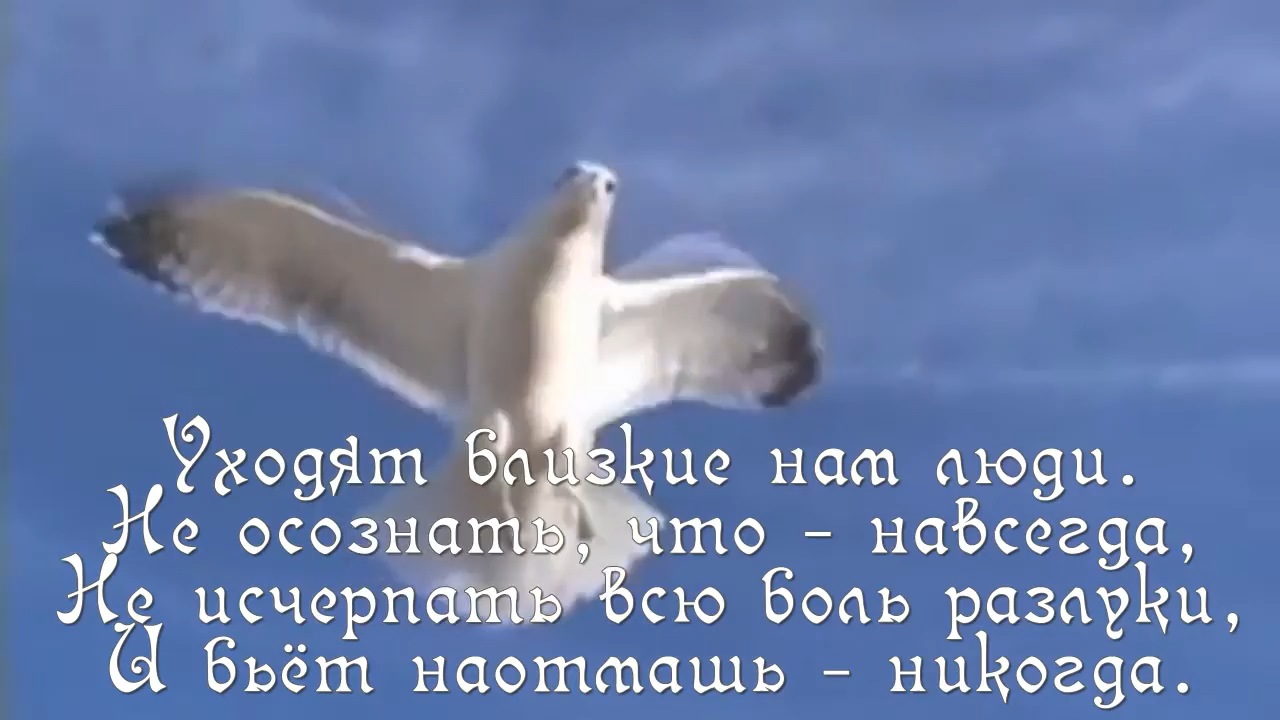 Уходят близкие нам люди.
Не осознать, что - навсегда,
Не исчерпать всю боль разлуки,
И бьёт наотмашь - никогда.